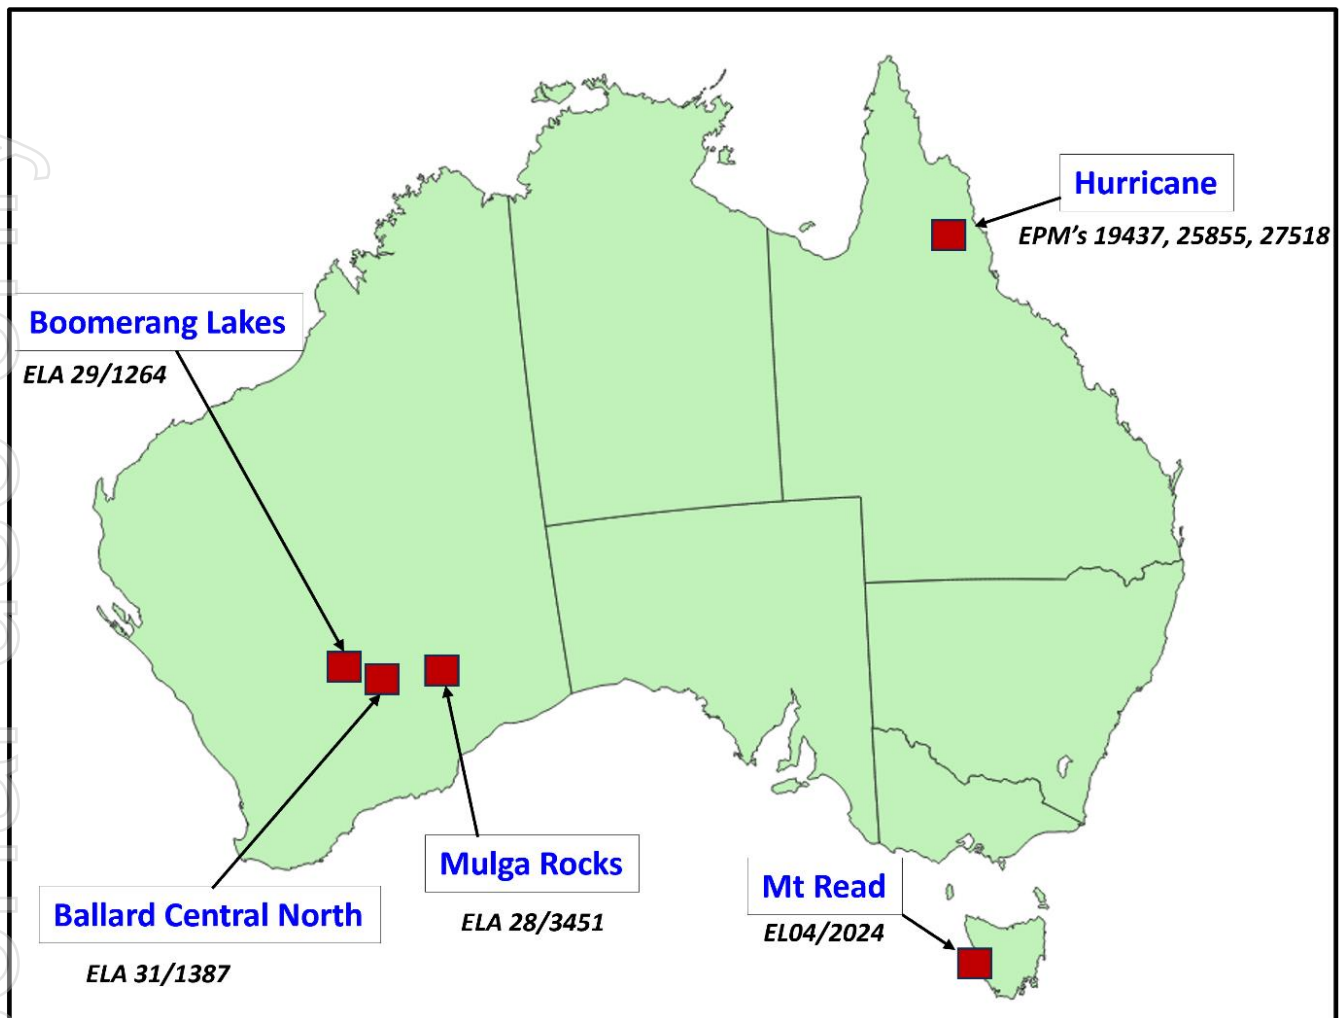 Hurricane
EPM's 19437, 25855, 27518
Boomerang Lakes
ELA 29/1264
Mulga Rocks
ELA 28/3451
Mt Read
EL04/2024
Ballard Central North
ELA 31/1387